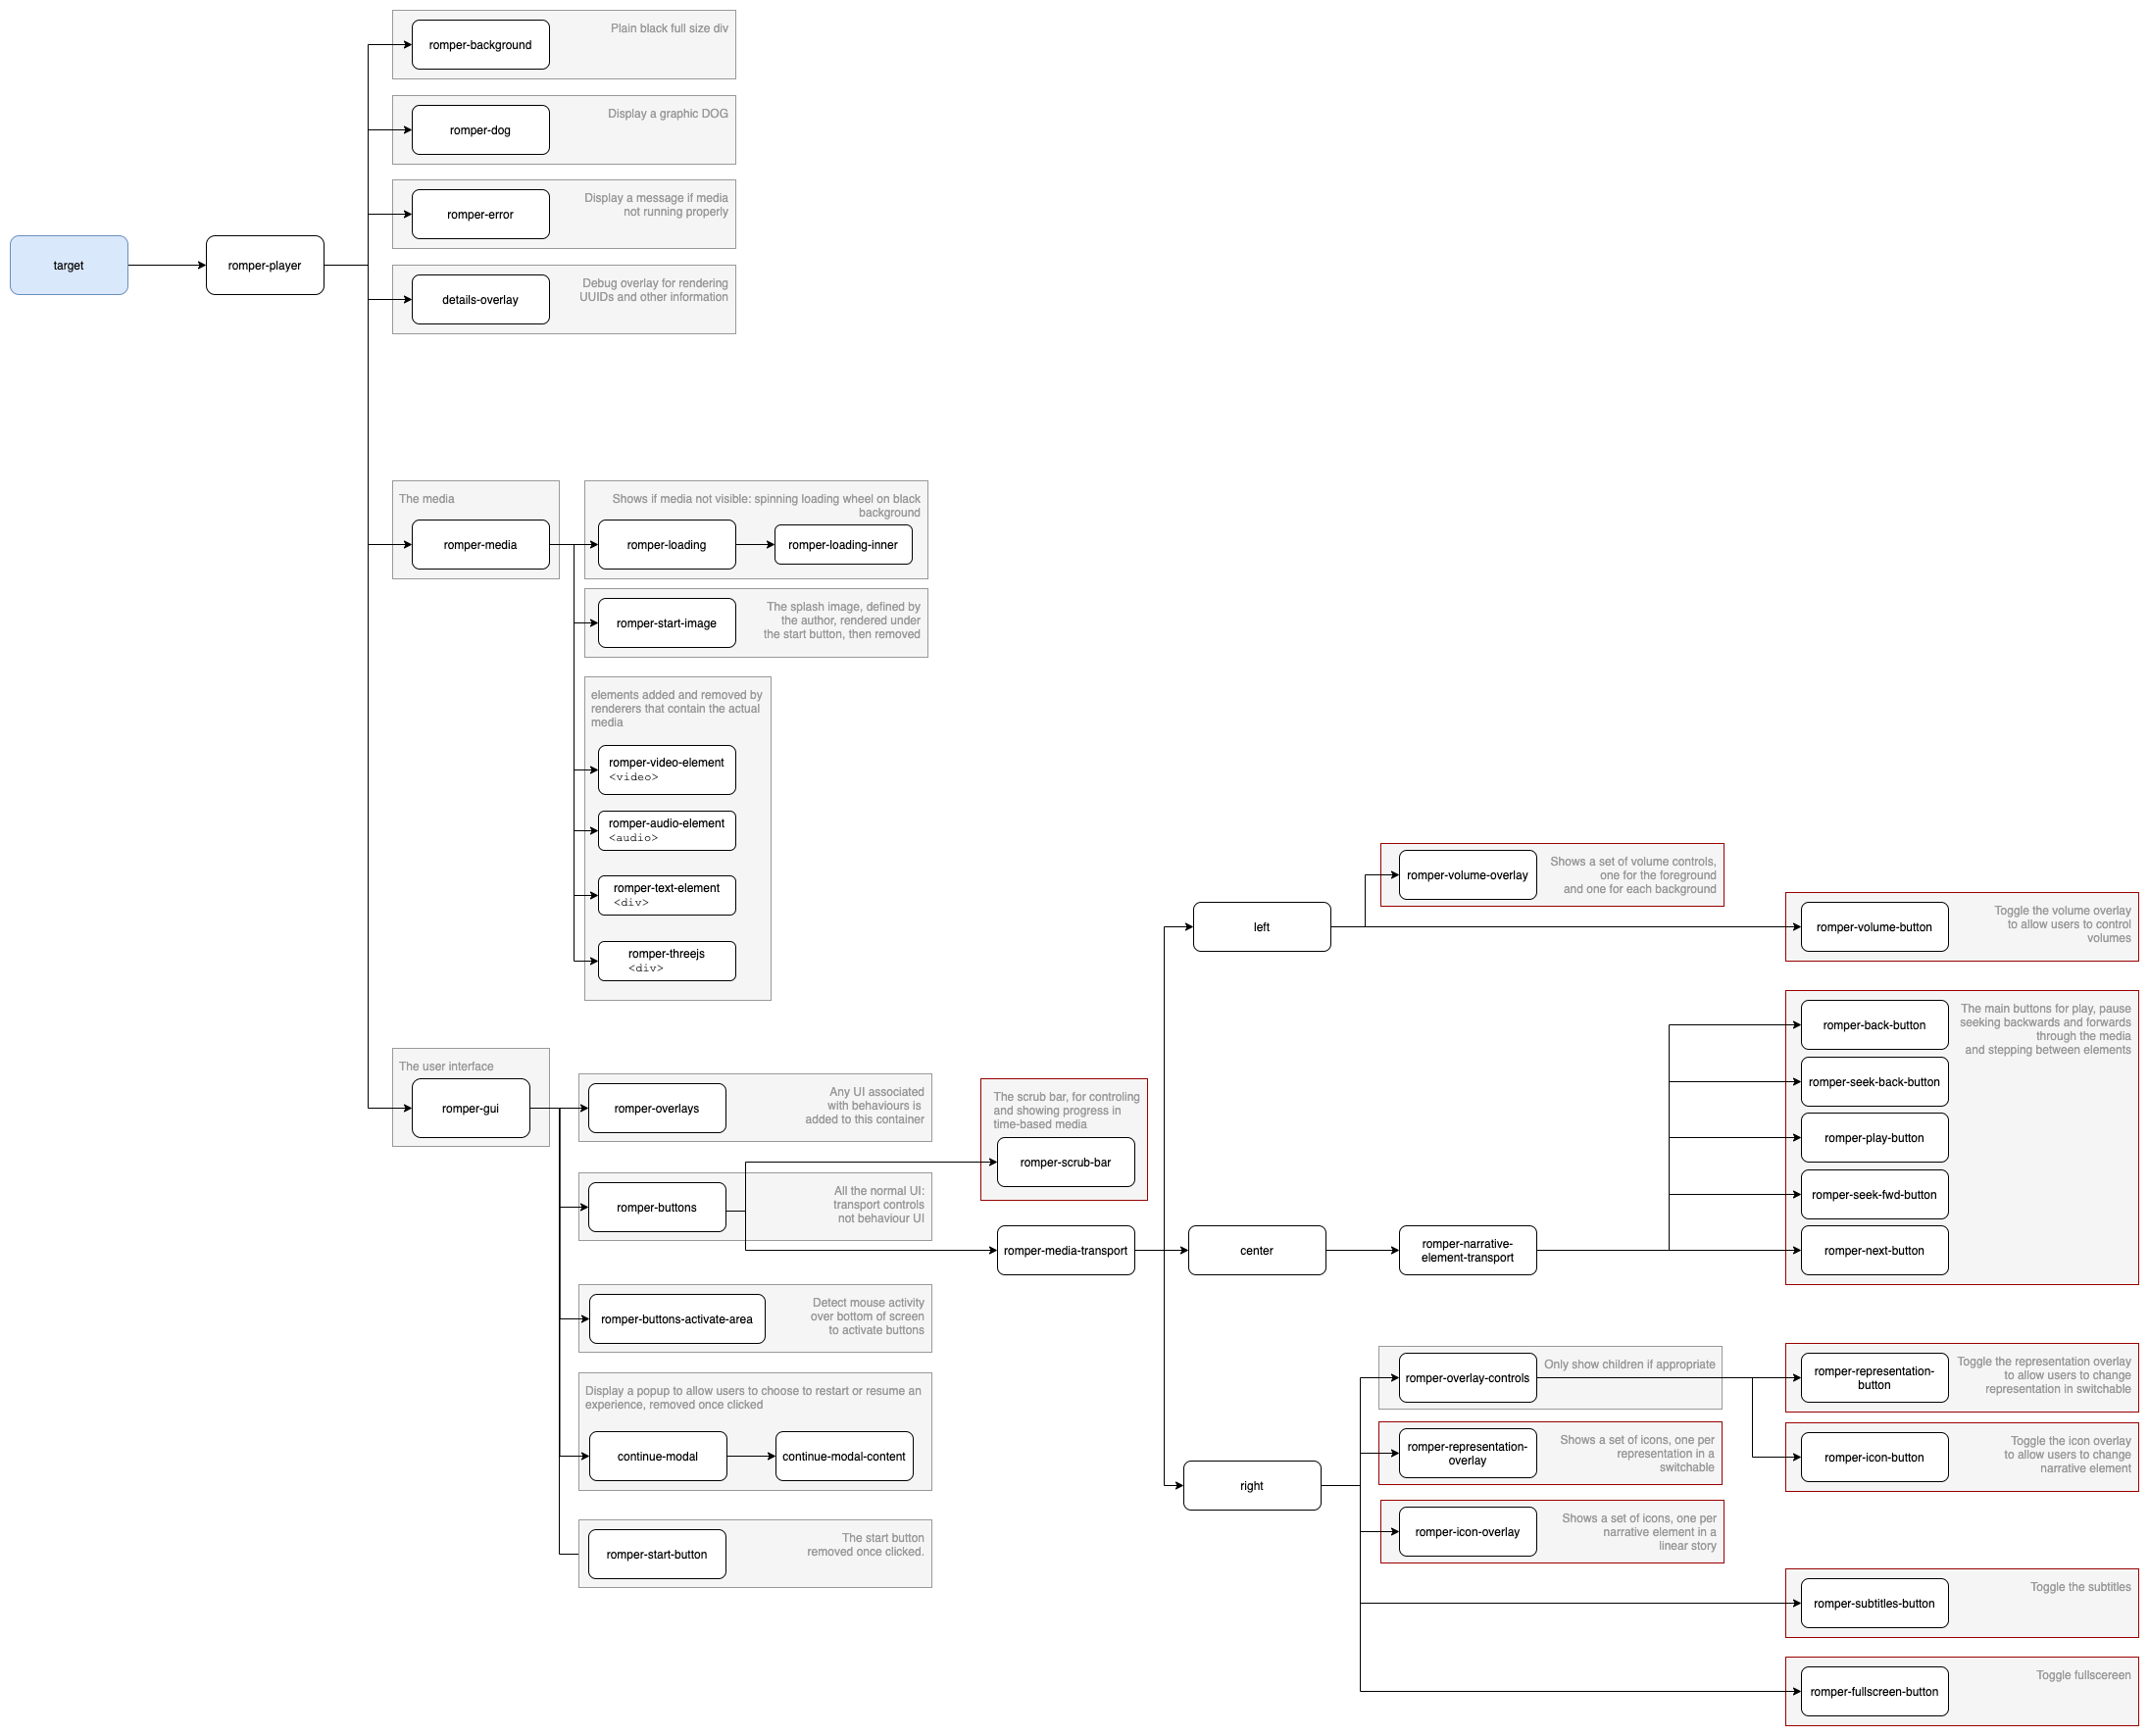 romper-background
Plain black full size div
romper-dog
Display a graphic DOG
romper-error
Display a message if media
not running properly
target
romper-player
details-overlay
Debug overlay for rendering
UUIDs and other information
The media
romper-media
Shows if media not visible: spinning loading wheel on black
background
romper-loading
romper-loading-inner
romper-start-image
The splash image, defined by
the author, rendered under
the start button, then removed
elements added and removed by
renderers that contain the actual
media
romper-video-element
<video>
romper-audio-element
<audio>
romper-text-element
<div>
romper-threejs
<div>
The user interface
romper-gui
romper-overlays
Any UI associated
with behaviours is
added to this container
romper-buttons
All the normal UI:
transport controls
not behaviour UI
romper-buttons-activate-area
Detect mouse activity
over bottom of screen
to activate buttons
Display a popup to allow users to choose to restart or resume an
experience, removed once clicked
continue-modal
continue-modal-content
romper-start-button
The start button
removed once clicked.
The scrub bar, for controling
and showing progress in
time-based media
romper-scrub-bar
romper-media-transport
left
romper-volume-overlay
Shows a set of volume controls,
one for the foreground
and one for each background
romper-volume-button
Toggle the volume overlay
to allow users to control
volumes
center
romper-narrative-
element-transport
romper-back-button
romper-seek-back-button
romper-play-button
romper-seek-fwd-button
romper-next-button
The main buttons for play, pause
seeking backwards and forwards
through the media
and stepping between elements
right
romper-overlay-controls
Only show children if appropriate
romper-representation-
button
Toggle the representation overlay
to allow users to change
representation in switchable
romper-representation-
overlay
Shows a set of icons, one per
representation in a
switchable
romper-icon-button
Toggle the icon overlay
to allow users to change
narrative element
romper-icon-overlay
Shows a set of icons, one per
narrative element in a
linear story
romper-subtitles-button
Toggle the subtitles
romper-fullscreen-button
Toggle fullscereen